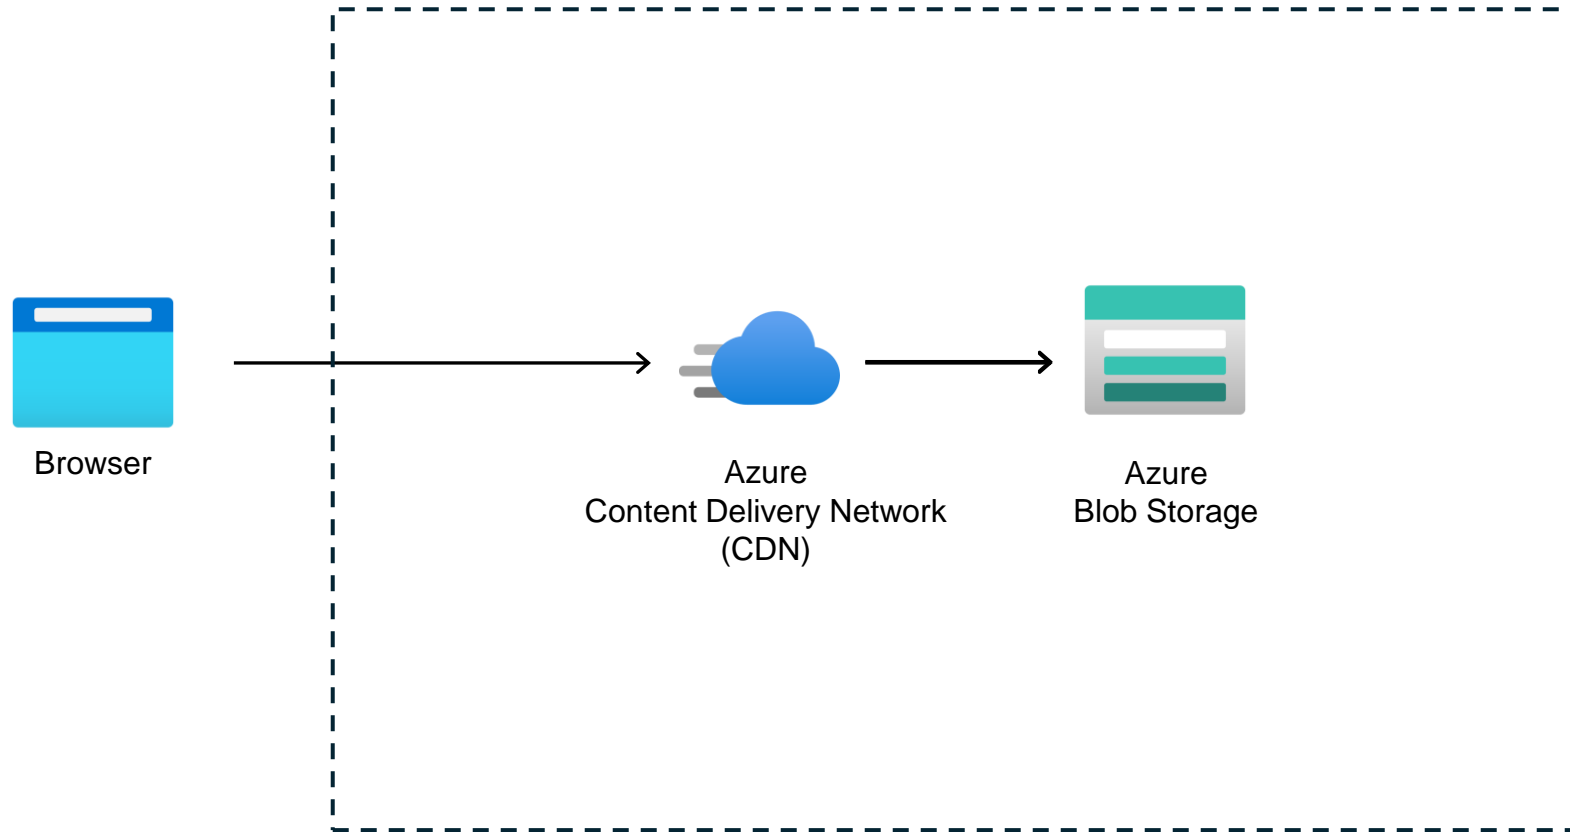 Browser
Azure
Content Delivery Network
(CDN)
Azure
Blob Storage